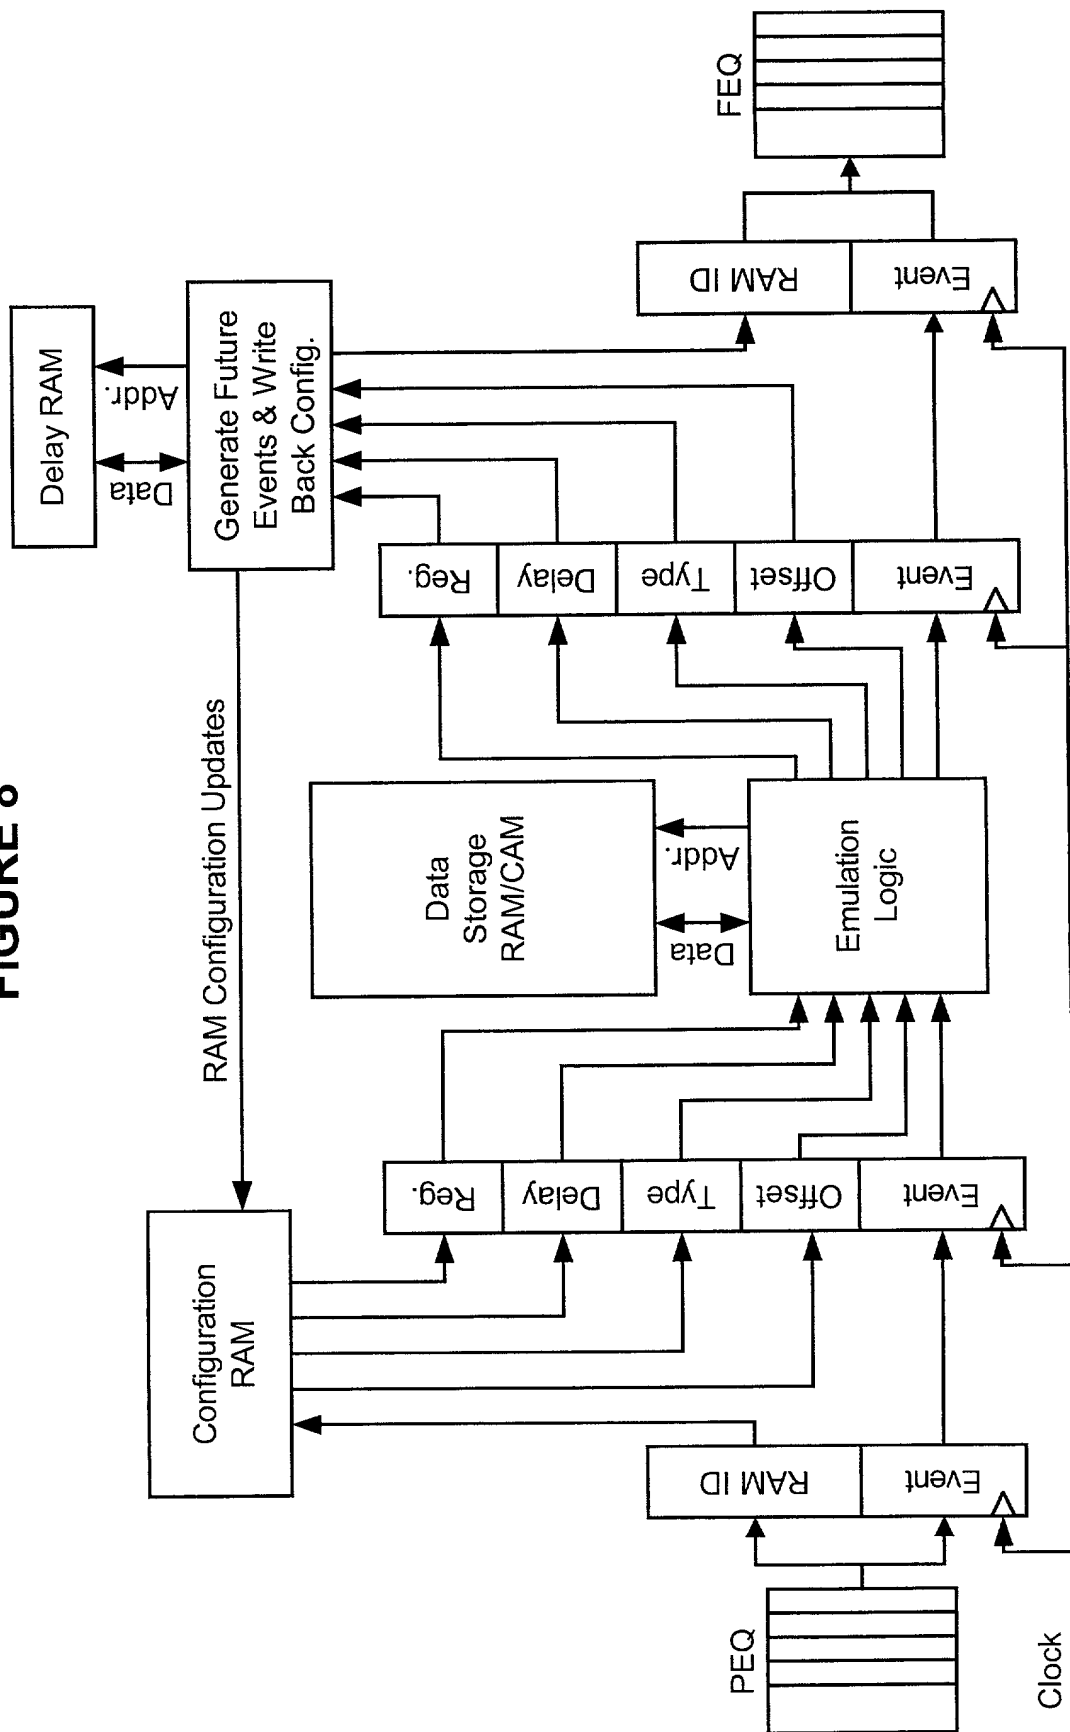 FIGURE
Delay RAM
Data
Addr.
Generate Future
Events & Write
Back Config.
RAM Configuration Updates
Configuration
RAM
Data
Storage
RAM/CAM
Data
Addr.
Emulation
Logic
PEQ
RAM ID
Event
Reg.
Delay
Type
Offset
Event
Reg.
Delay
Type
Offset
Event
RAM ID
Event
FEQ
Clock